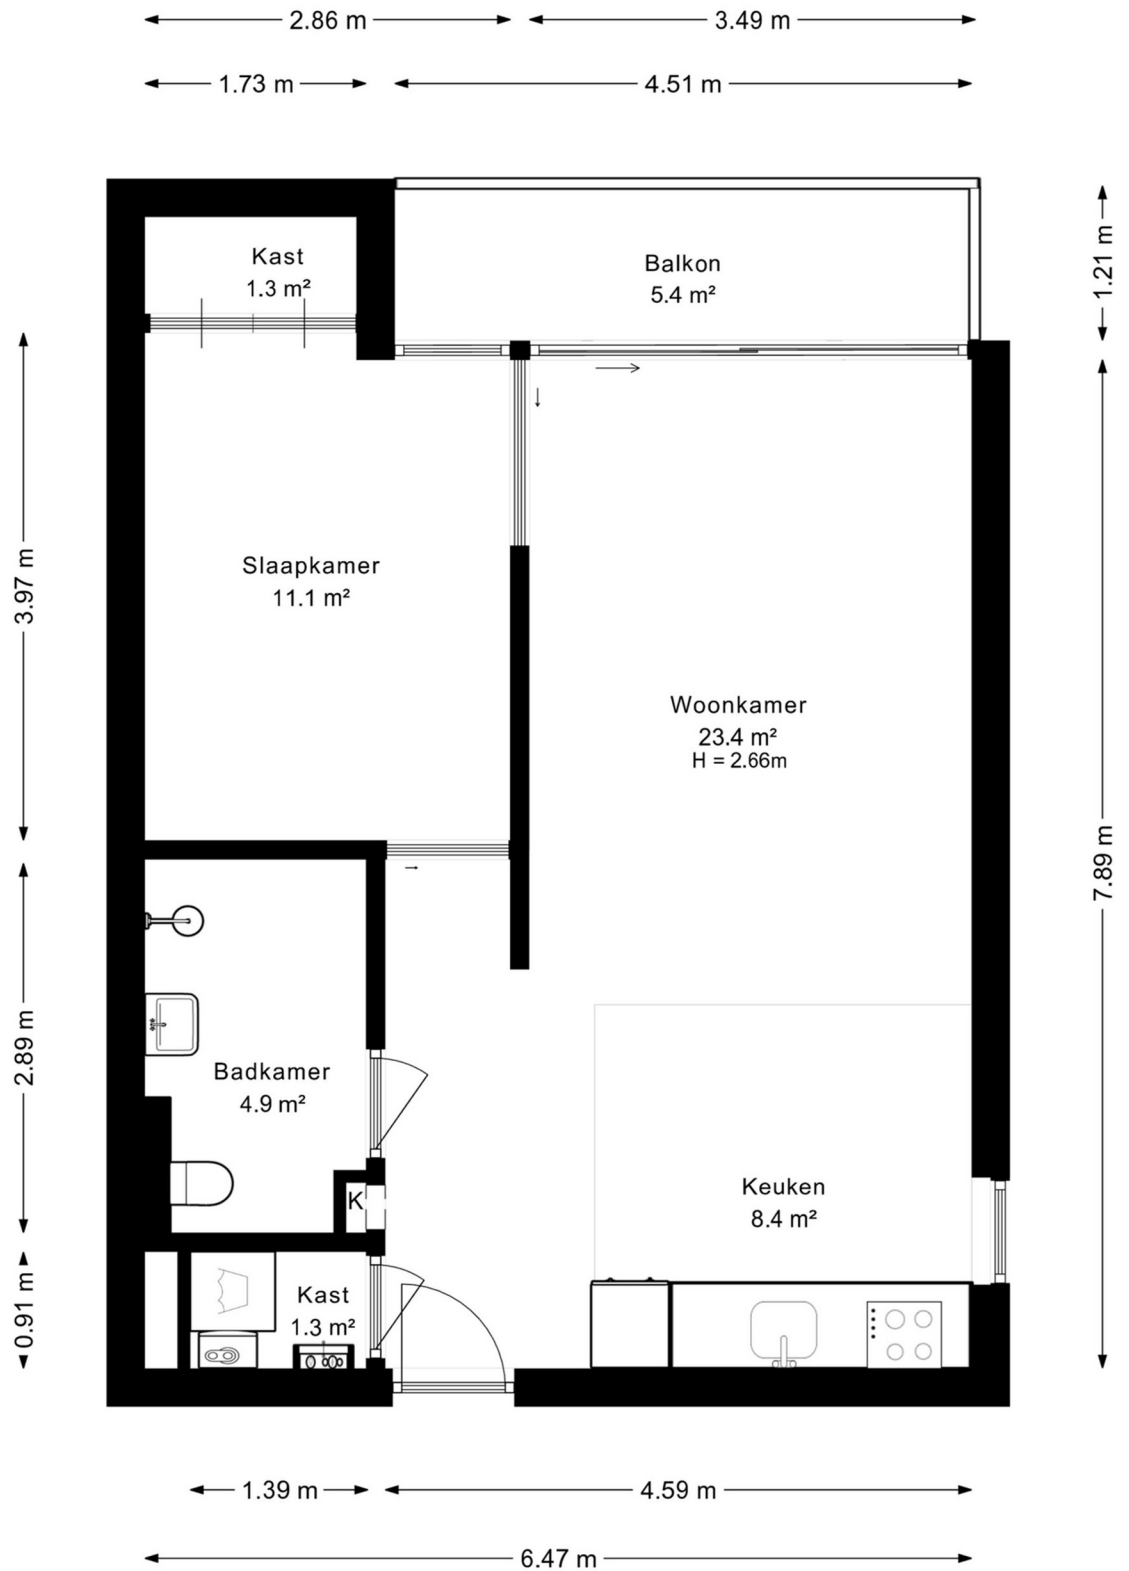 2.86 m
3.49 m
1.73 m
4.51 m
Kast
1.3 m²
Balkon
5.4 m²
1.21 m
3.97 m
Slaapkamer
11.1 m²
Woonkamer
23.4 m²
H = 2.66m
7.89 m
2.89 m
Badkamer
4.9 m²
K
Keuken
8.4 m²
0.91 m
Kast
1.3 m²
1.39 m
4.59 m
6.47 m